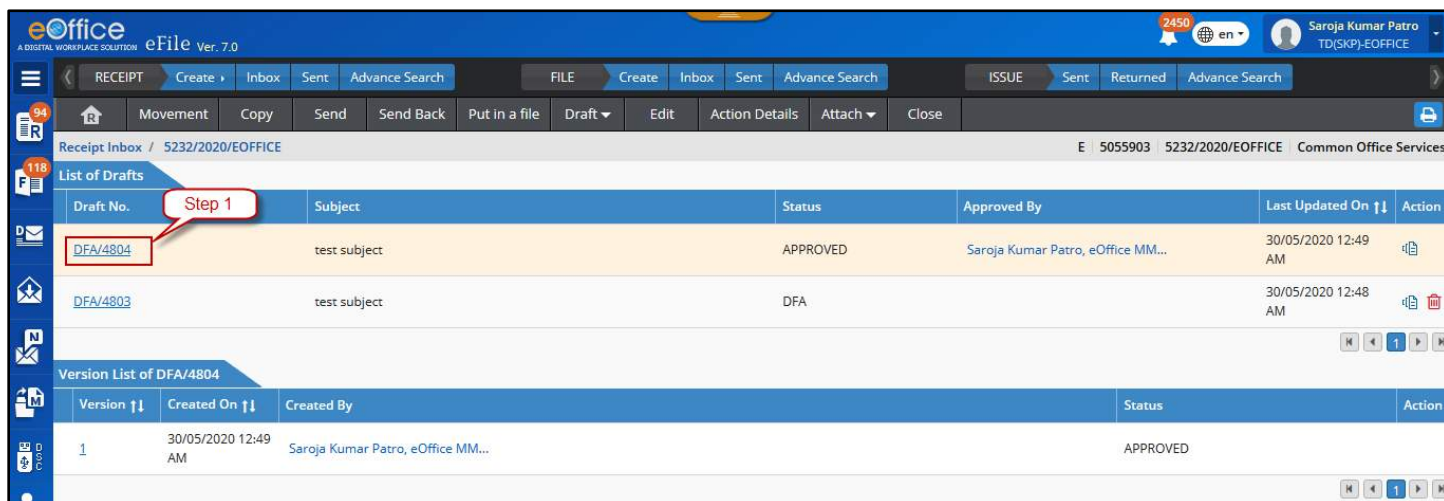 eOffice
A DIGITAL WORKPLACE SOLUTION eFile Ver. 7.0
2450
en
Saroja Kumar Patro
TD(SKP)-EOFFICE
RECEIPT Create Inbox Sent Advance Search FILE Create Inbox Sent Advance Search ISSUE Sent Returned Advance Search
94
R
R Movement Copy Send Send Back Put in a file Draft Edit Action Details Attach Close
Receipt Inbox / 5232/2020/EOFFICE E 5055903 5232/2020/EOFFICE Common Office Services
118
F
List of Drafts
Draft No. Subject Status Approved By Last Updated On Action
Step 1
D
DFA/4804 test subject APPROVED Saroja Kumar Patro, eOffice MM... 30/05/2020 12:49 AM
DFA/4803 test subject DFA 30/05/2020 12:48 AM
N
1
Version List of DFA/4804
M
Version Created On Created By Status Action
1 30/05/2020 12:49 AM Saroja Kumar Patro, eOffice MM... APPROVED
DSC
1